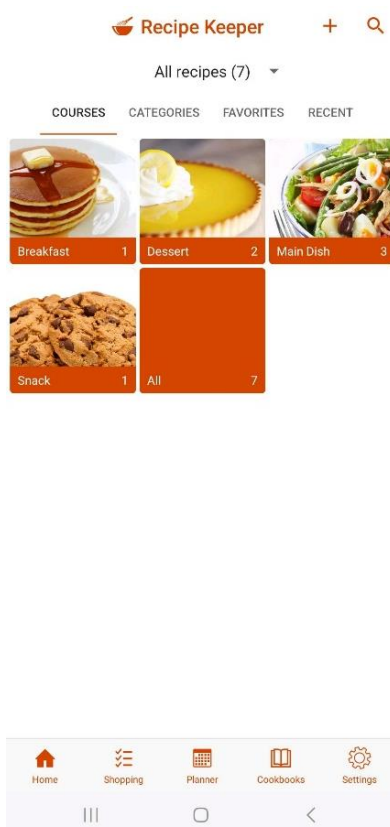 Recipe Keeper
All recipes (7)
COURSES CATEGORIES FAVORITES RECENT
Breakfast 1 Dessert 2 Main Dish 3
Snack 1 All 7
Home Shopping Planner Cookbooks Settings